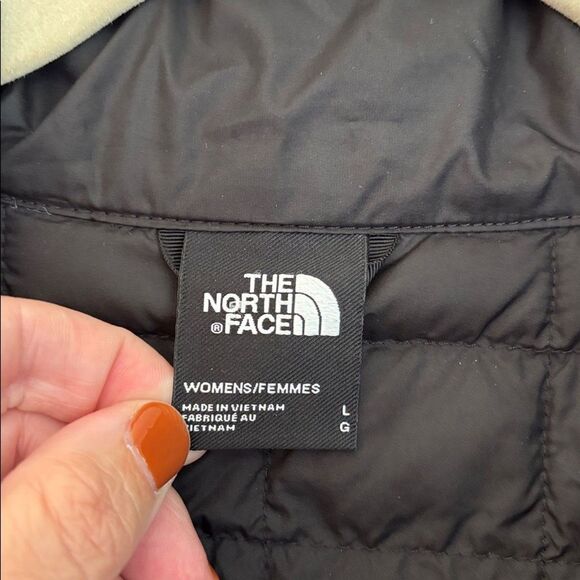 THE
NORTH
® FACE
WOMENS/FEMMES
MADE IN VIETNAM
FABRIQUÉ AU
VIETNAM
L
G